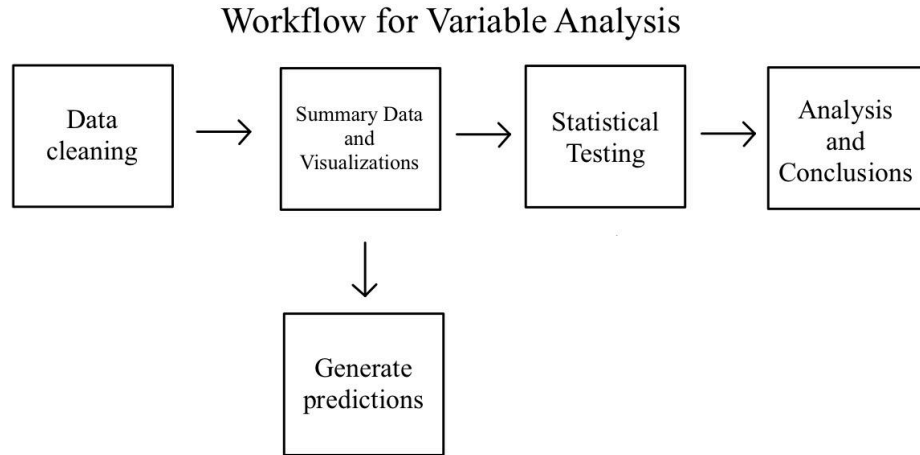 Workflow for Variable Analysis
Data
cleaning
Summary Data
and
Visualizations
Statistical
Testing
Analysis
and
Conclusions
Generate
predictions